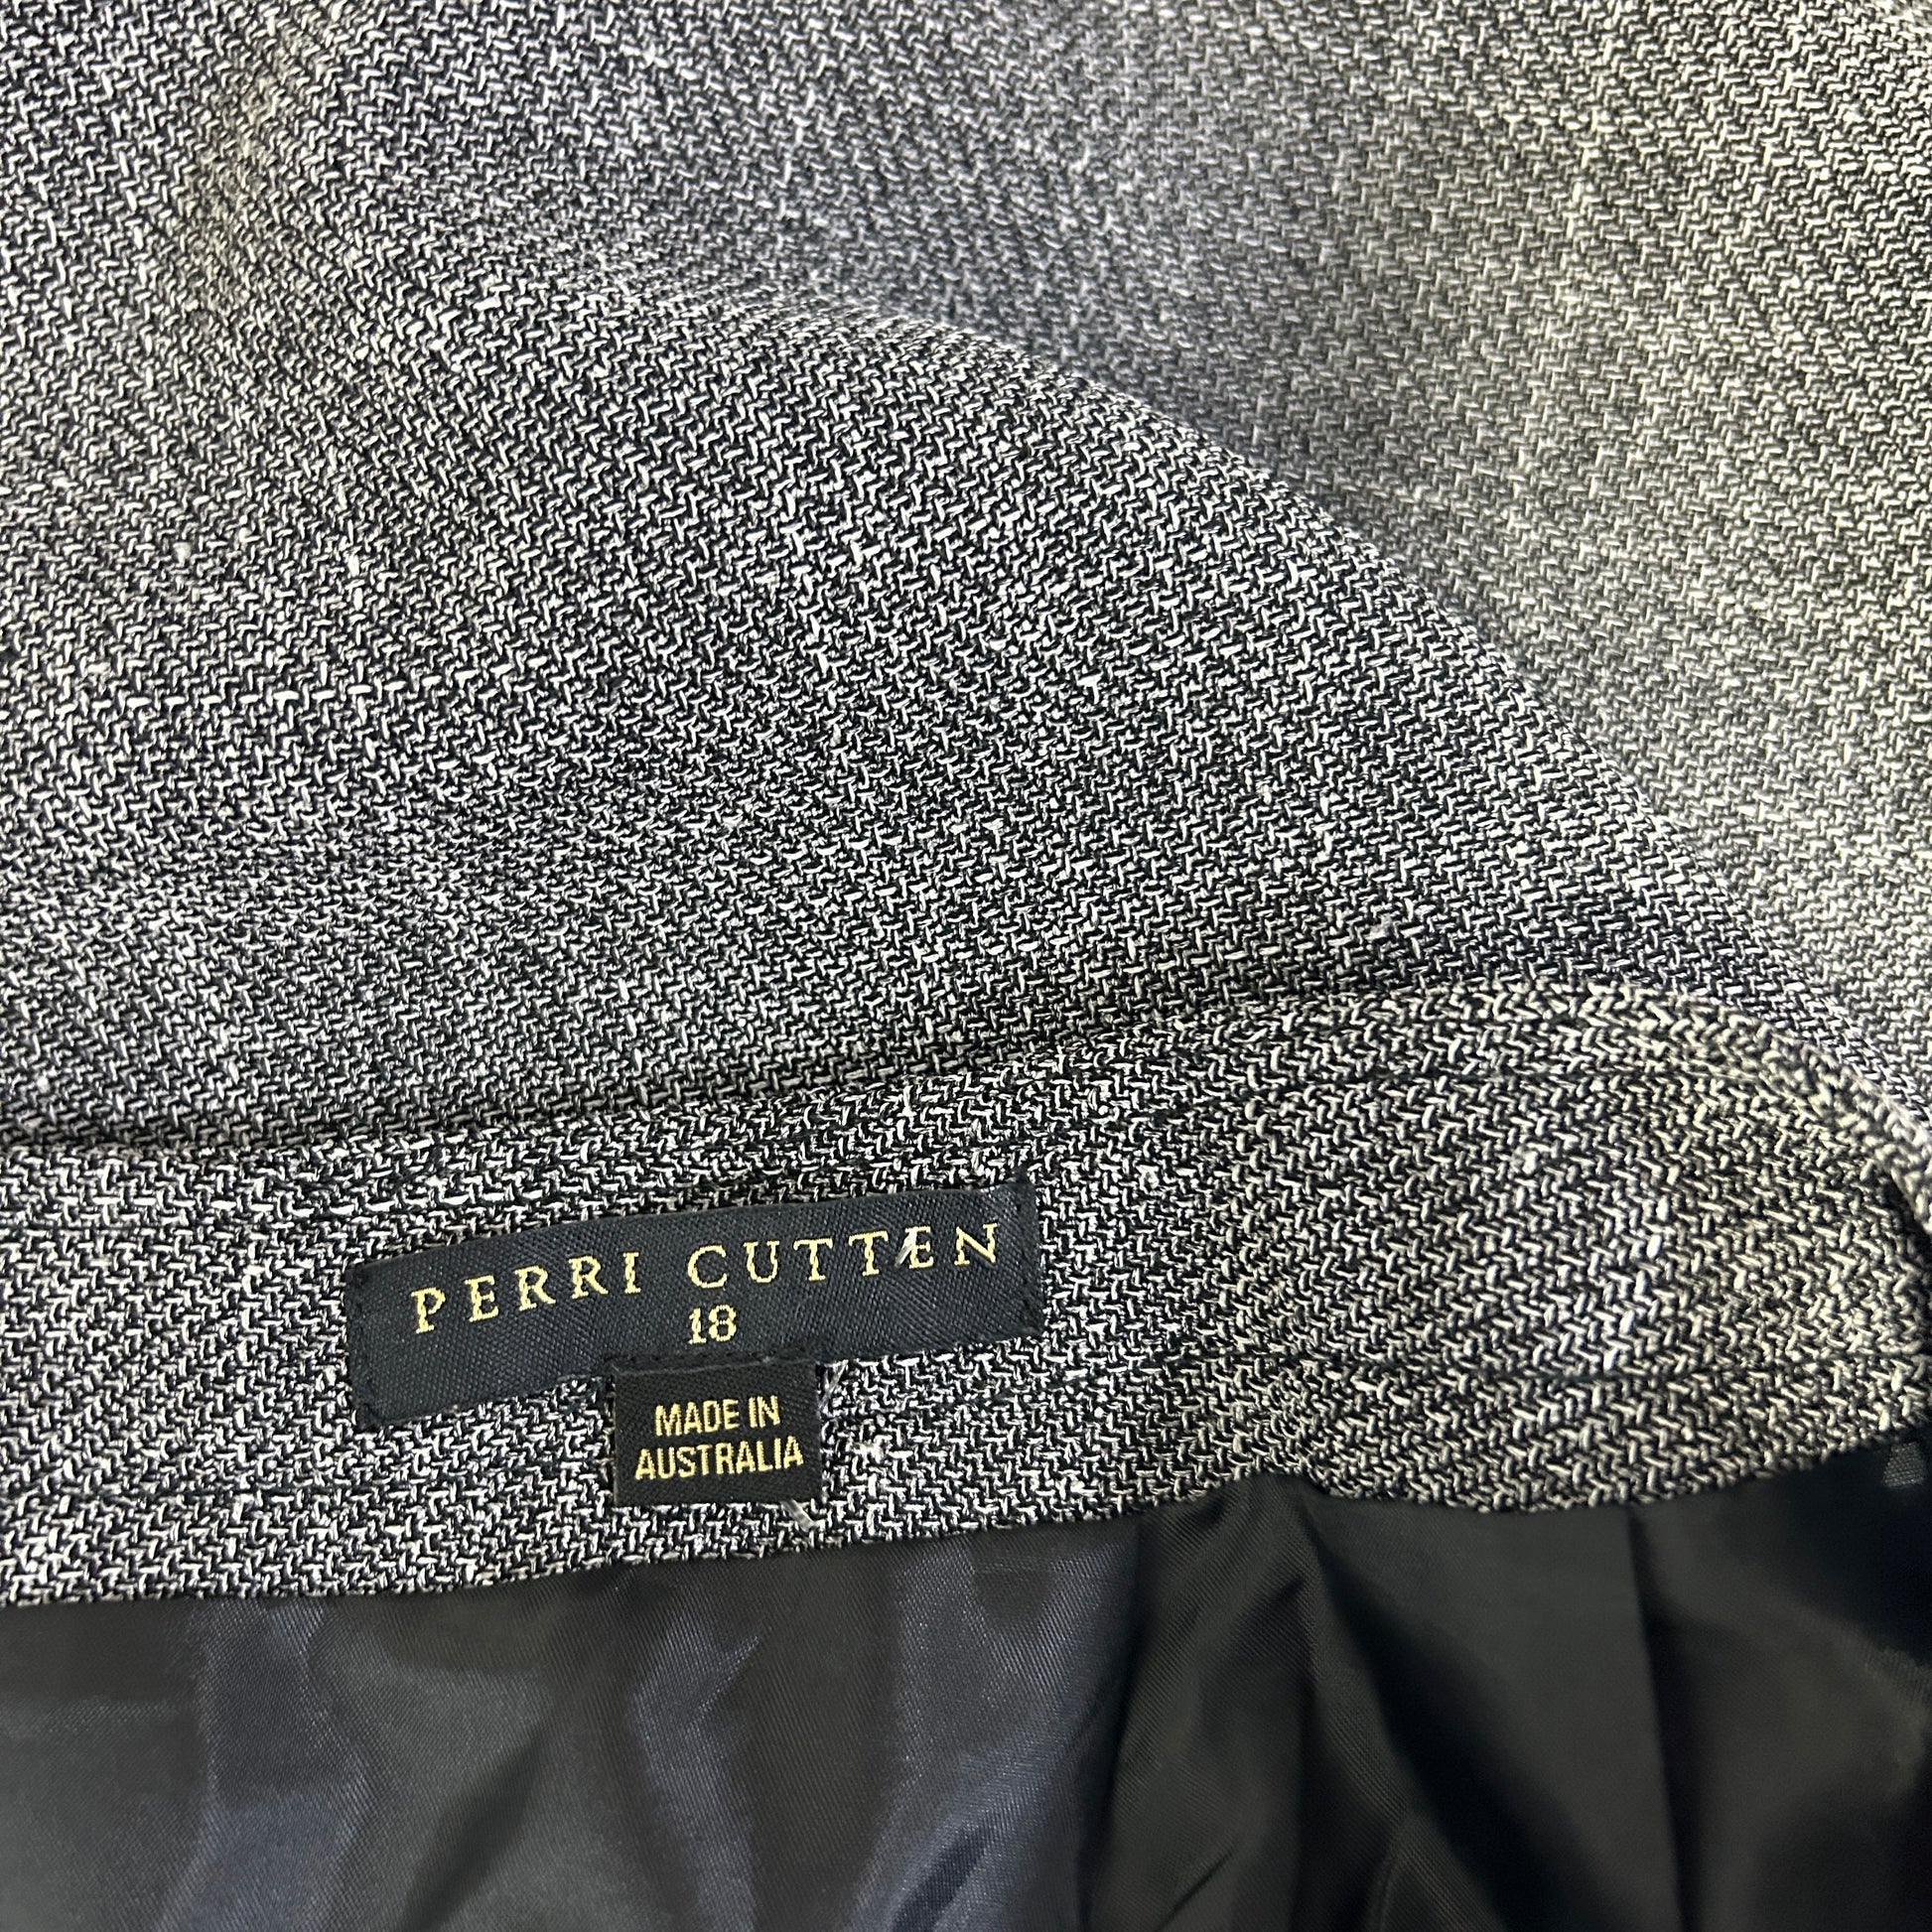 PERRI CUTTEN
18
MADE IN
AUSTRALIA